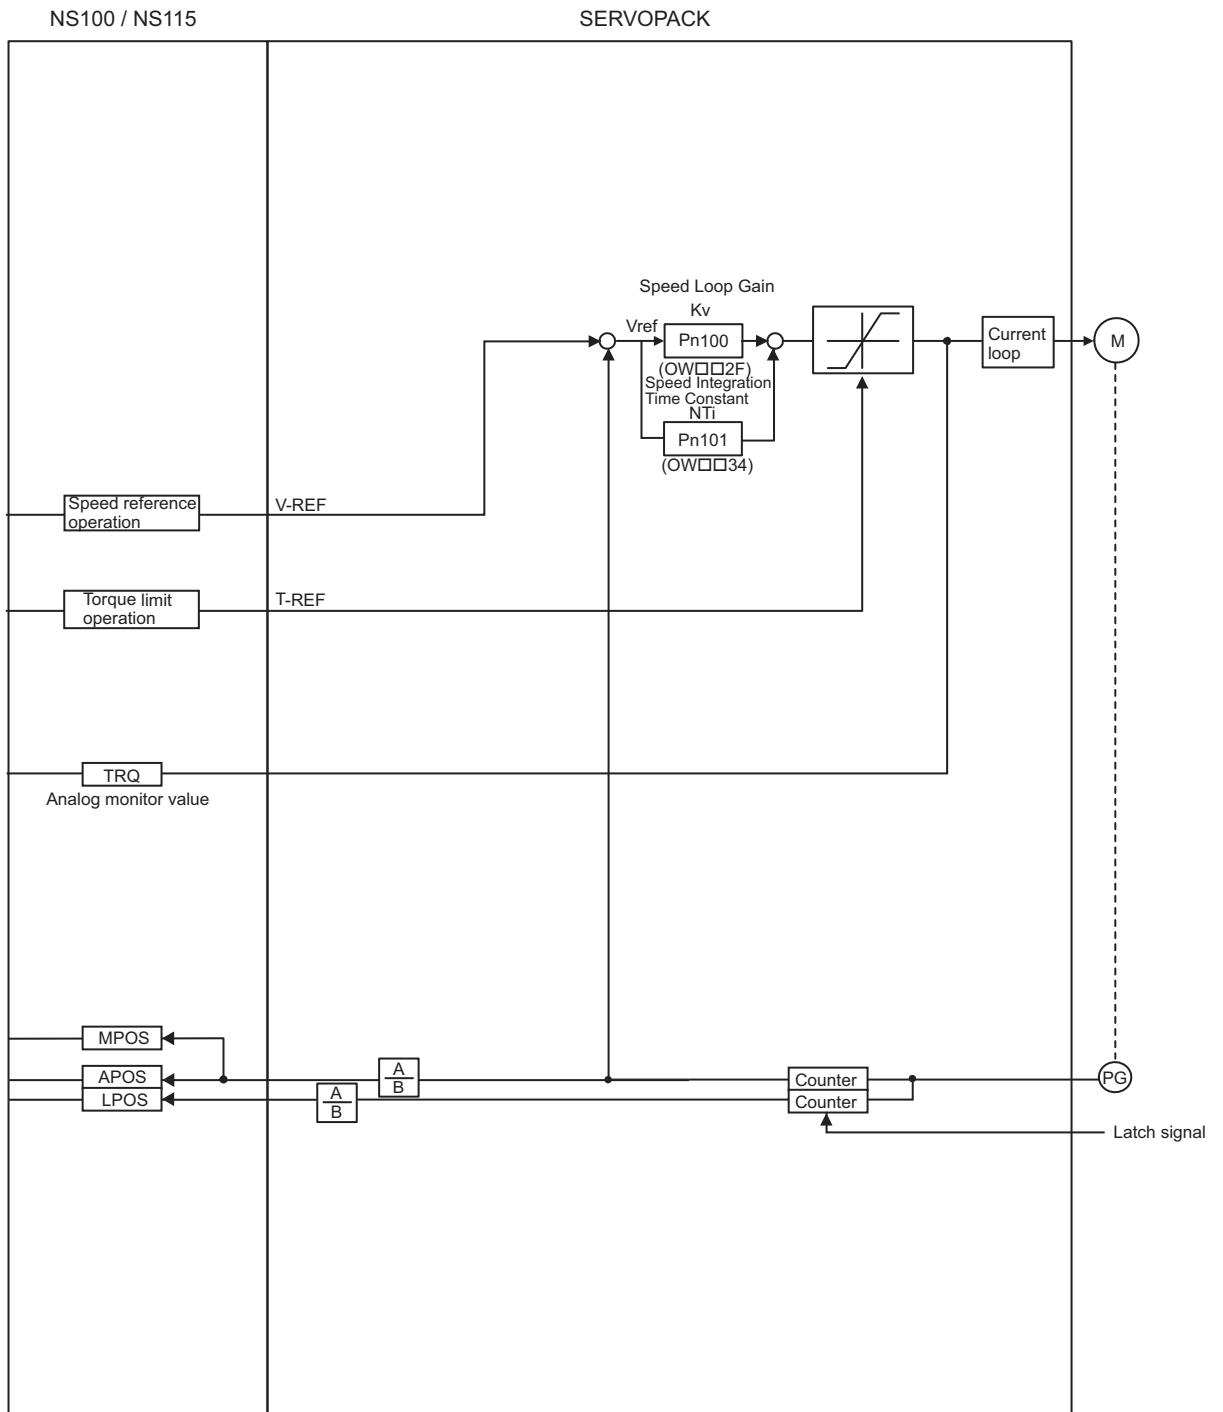 NS100 / NS115
SERVOPACK
Speed Loop Gain
Kv
Vref
Pn100
(OW□□2F)
Speed Integration
Time Constant
NTi
Pn101
(OW□□34)
Current
loop
M
Speed reference
operation
V-REF
Torque limit
operation
T-REF
TRQ
Analog monitor value
MPOS
APOS
LPOS
A
B
A
B
Counter
Counter
PG
Latch signal